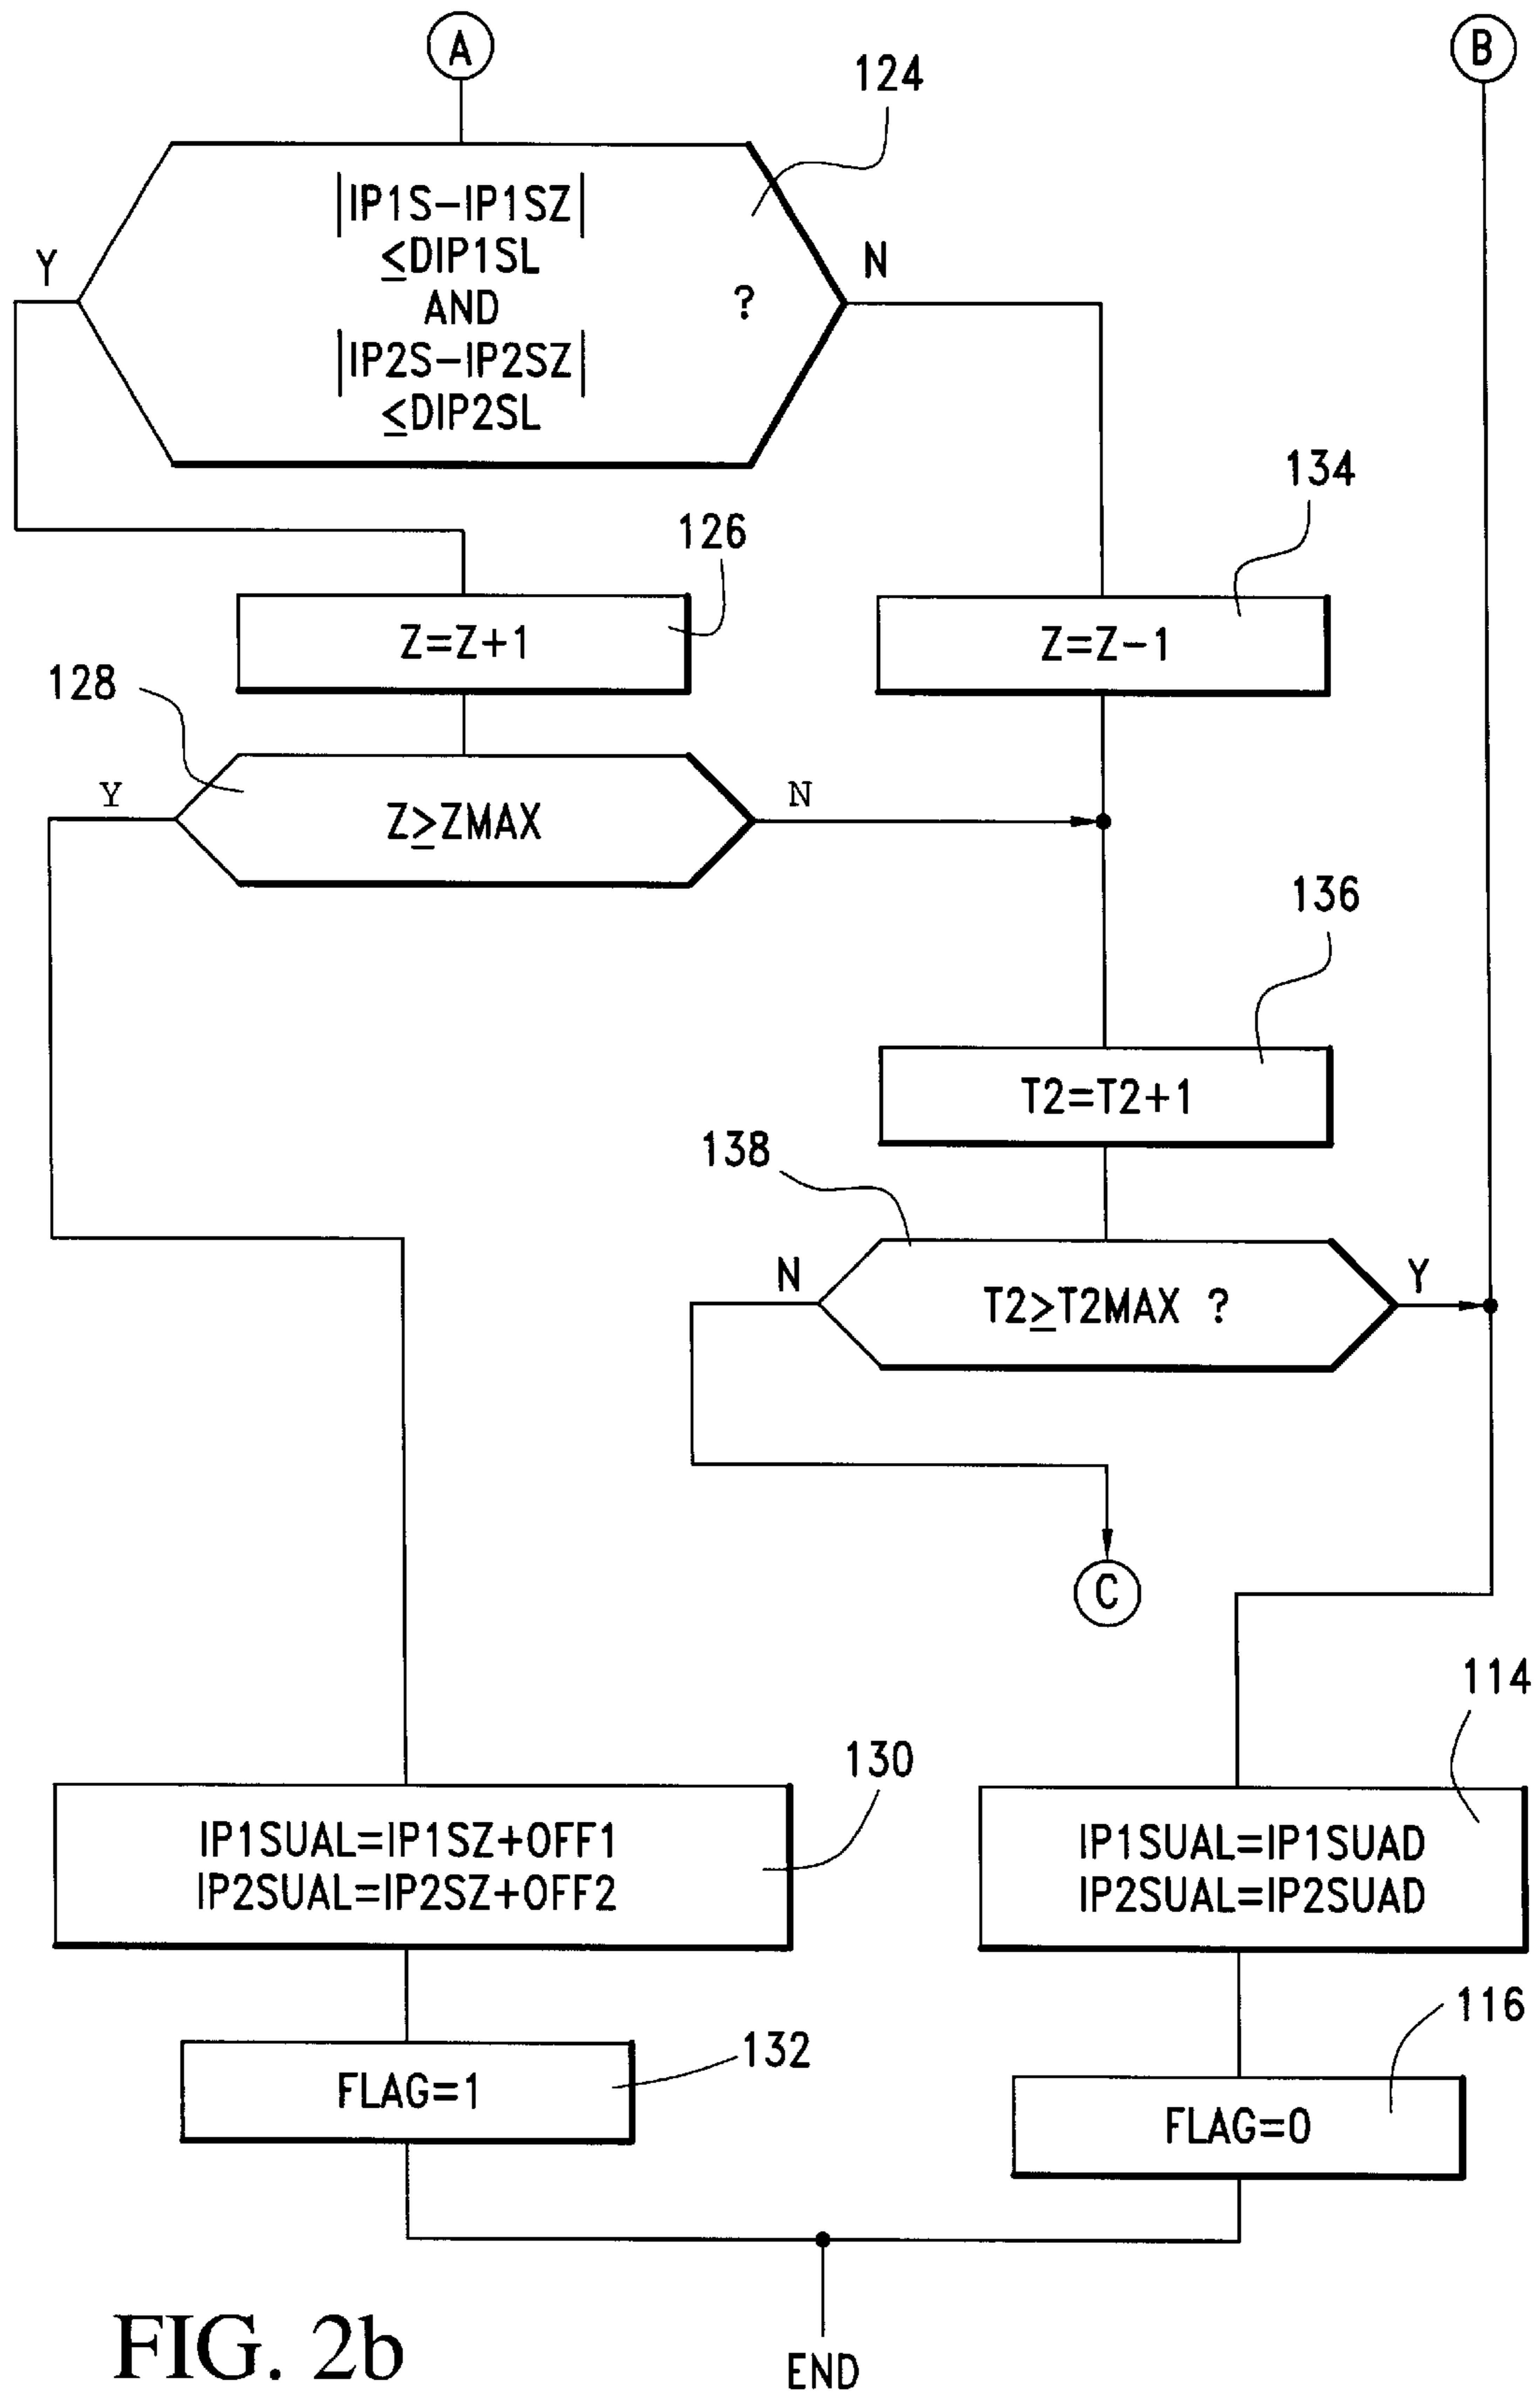 A
B
124
|IP1S-IP1SZ|
≤DIP1SL
AND
?
|IP2S-IP2SZ|
≤DIP2SL
Y
N
134
126
Z=Z+1
Z=Z-1
128
Y
Z≥ZMAX
N
136
T2=T2+1
138
N
T2≥T2MAX ?
Y
C
114
130
IP1SUAL=IP1SZ+OFF1
IP2SUAL=IP2SZ+OFF2
IP1SUAL=IP1SUAD
IP2SUAL=IP2SUAD
116
132
FLAG=1
FLAG=0
FIG. 2b
END